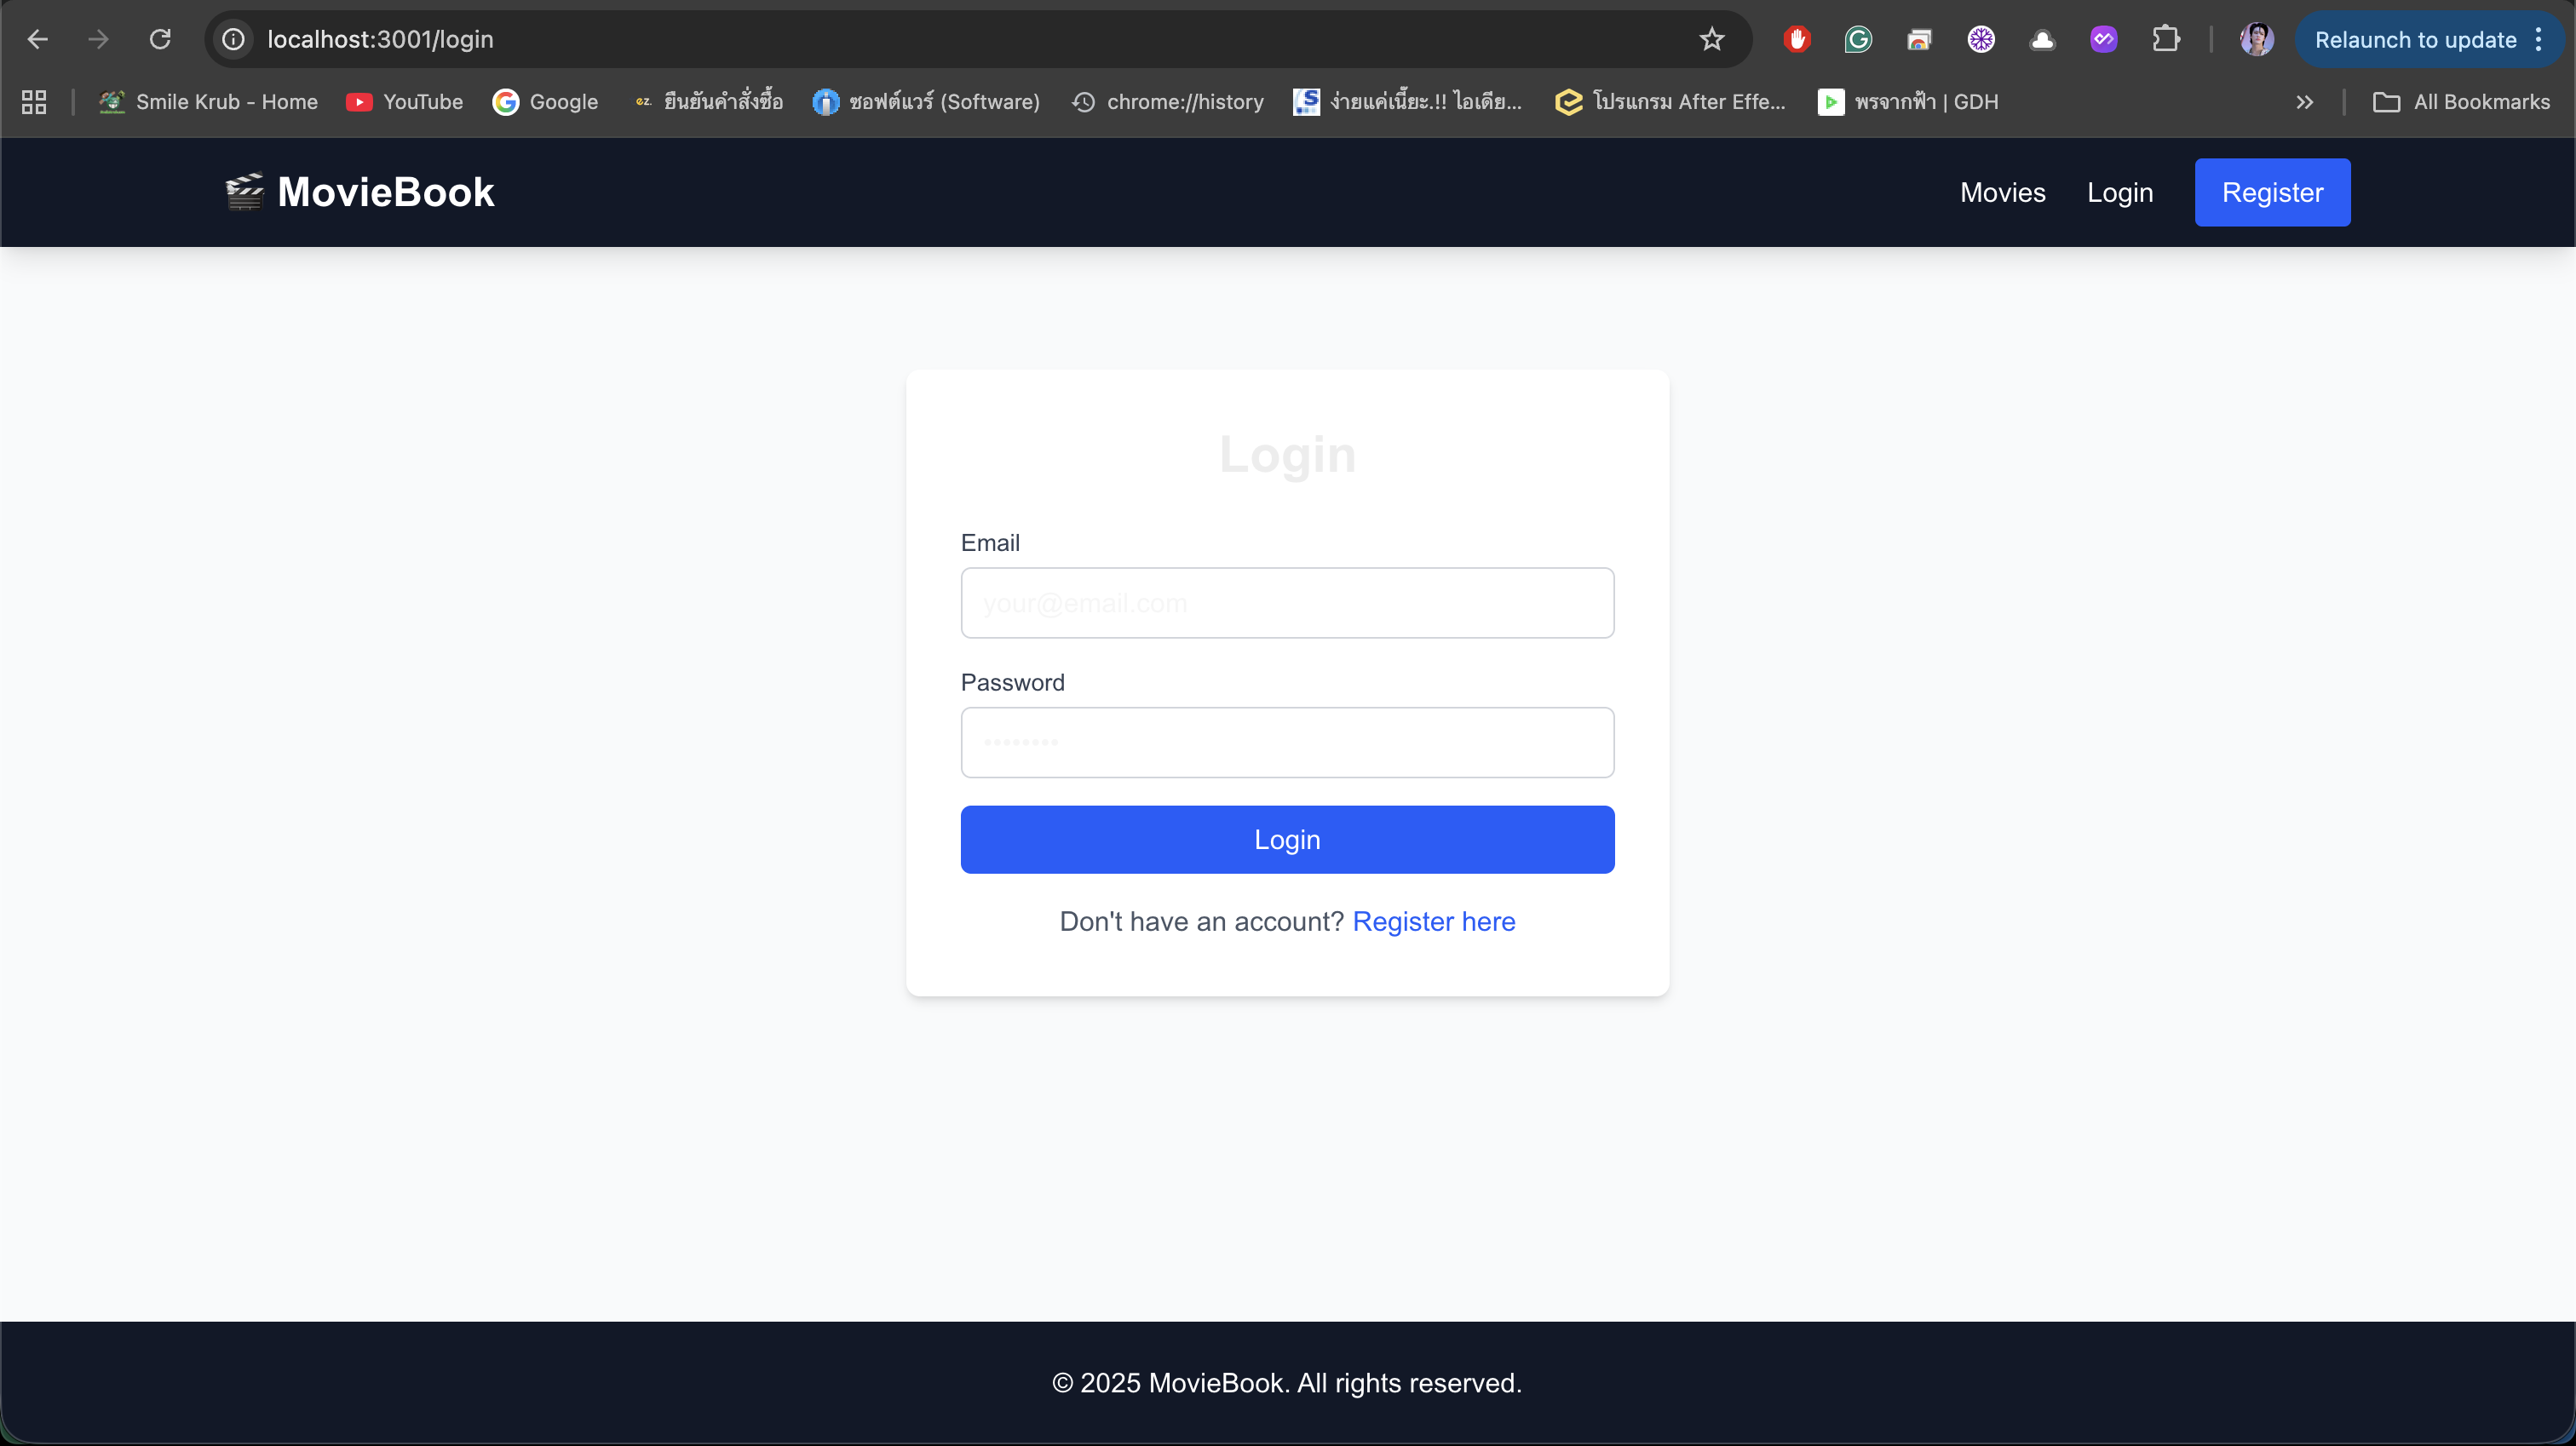 localhost:3001/login
Relaunch to update
Smile Krub - Home
YouTube
Google
ez.
ยืนยันคำสั่งซื้อ
ซอฟต์แวร์ (Software)
chrome://history
ง่ายแค่เนี๊ยะ.!! ไอเดีย...
โปรแกรม After Effe...
พรจากฟ้า | GDH
All Bookmarks
🎬 MovieBook
Movies
Login
Register
Login
Email
your@email.com
Password
••••••••
Login
Don't have an account? Register here
© 2025 MovieBook. All rights reserved.